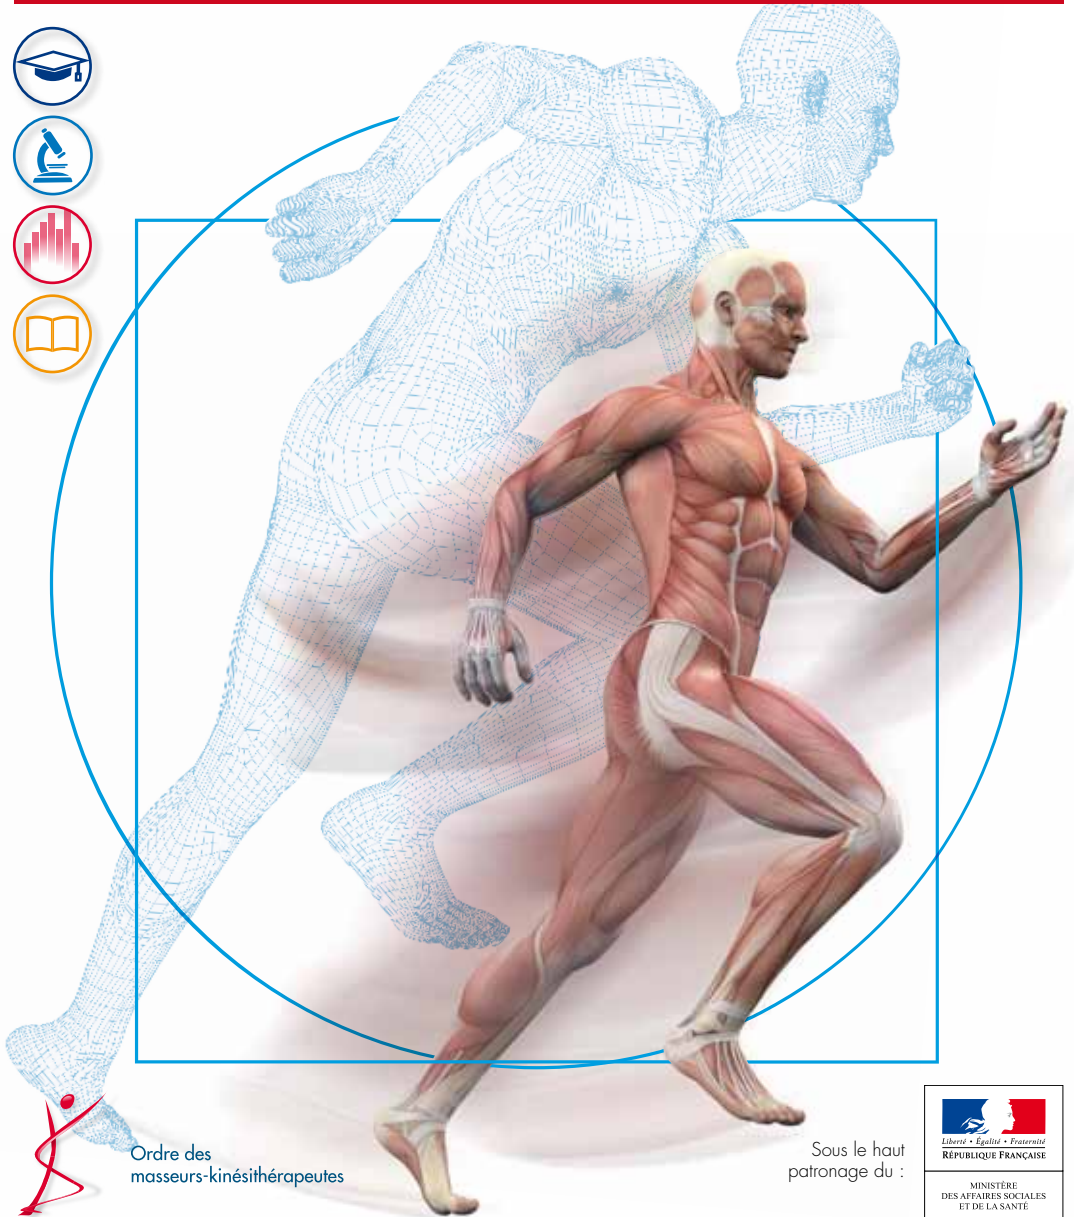 Ordre des
masseurs-kinésithérapeutes
Sous le haut
patronage du :
Liberté • Égalité • Fraternité
RÉPUBLIQUE FRANÇAISE
MINISTÈRE
DES AFFAIRES SOCIALES
ET DE LA SANTÉ